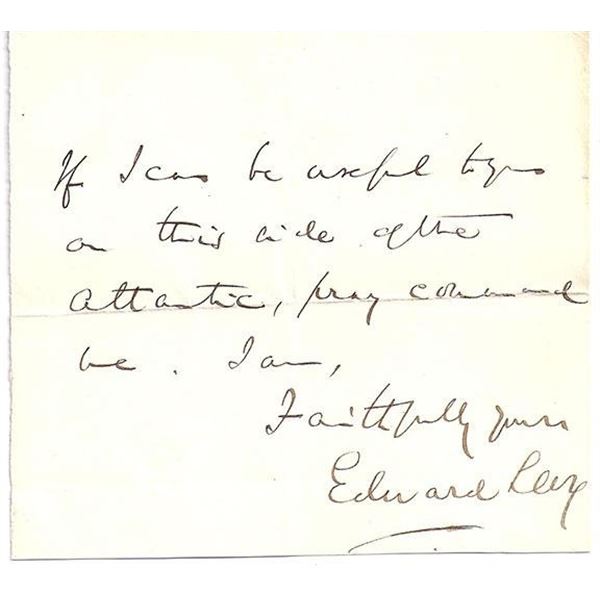 If I can be useful to you
on this side of the
Atlantic, pray command
me. I am,
Faithfully yours
Edward